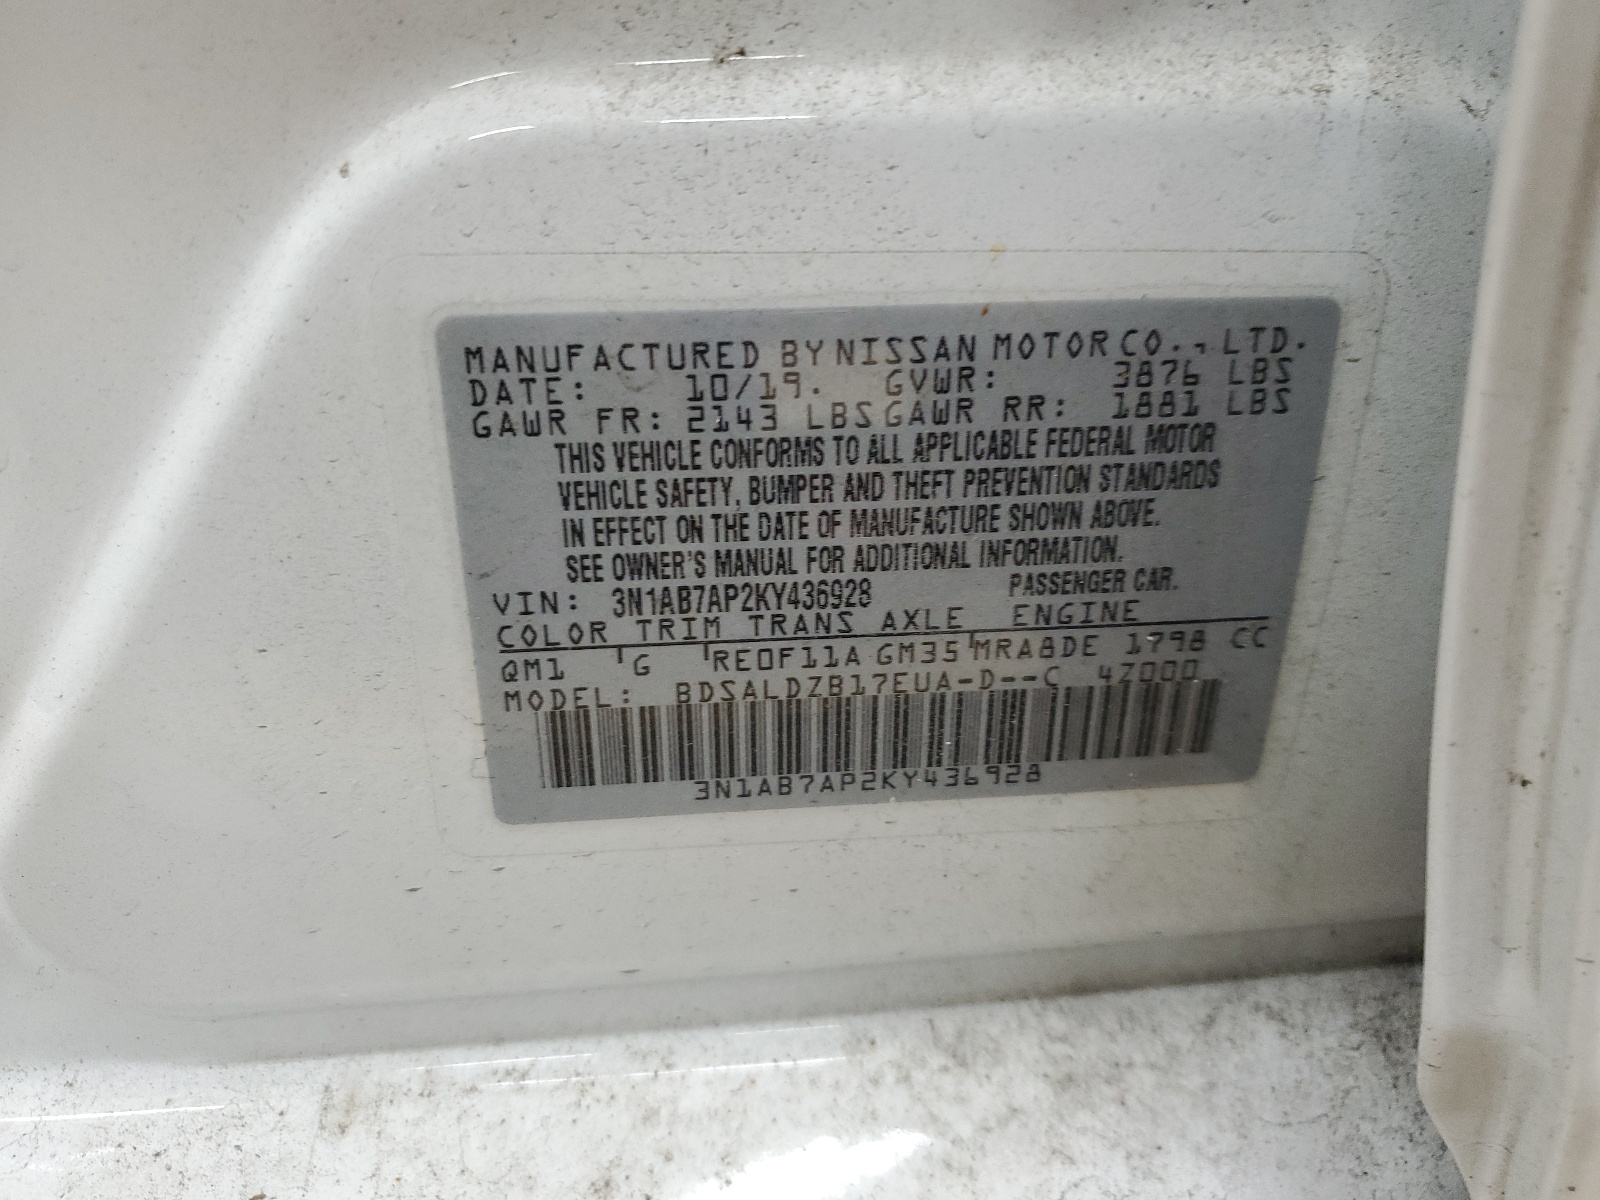 MANUFACTURED BY NISSAN MOTOR CO., LTD.
DATE: 10/19. GVWR: 3876 LBS
GAWR FR: 2143 LBS GAWR RR: 1881 LBS
THIS VEHICLE CONFORMS TO ALL APPLICABLE FEDERAL MOTOR
VEHICLE SAFETY, BUMPER AND THEFT PREVENTION STANDARDS
IN EFFECT ON THE DATE OF MANUFACTURE SHOWN ABOVE.
SEE OWNER'S MANUAL FOR ADDITIONAL INFORMATION.
VIN: 3N1AB7AP2KY436928 PASSENGER CAR.
COLOR TRIM TRANS AXLE ENGINE
QM1 G RE0F11A GM35 MRA8DE 1798 CC
MODEL: BDSALDZB17EUA-D--C 4Z000
3N1AB7AP2KY436928